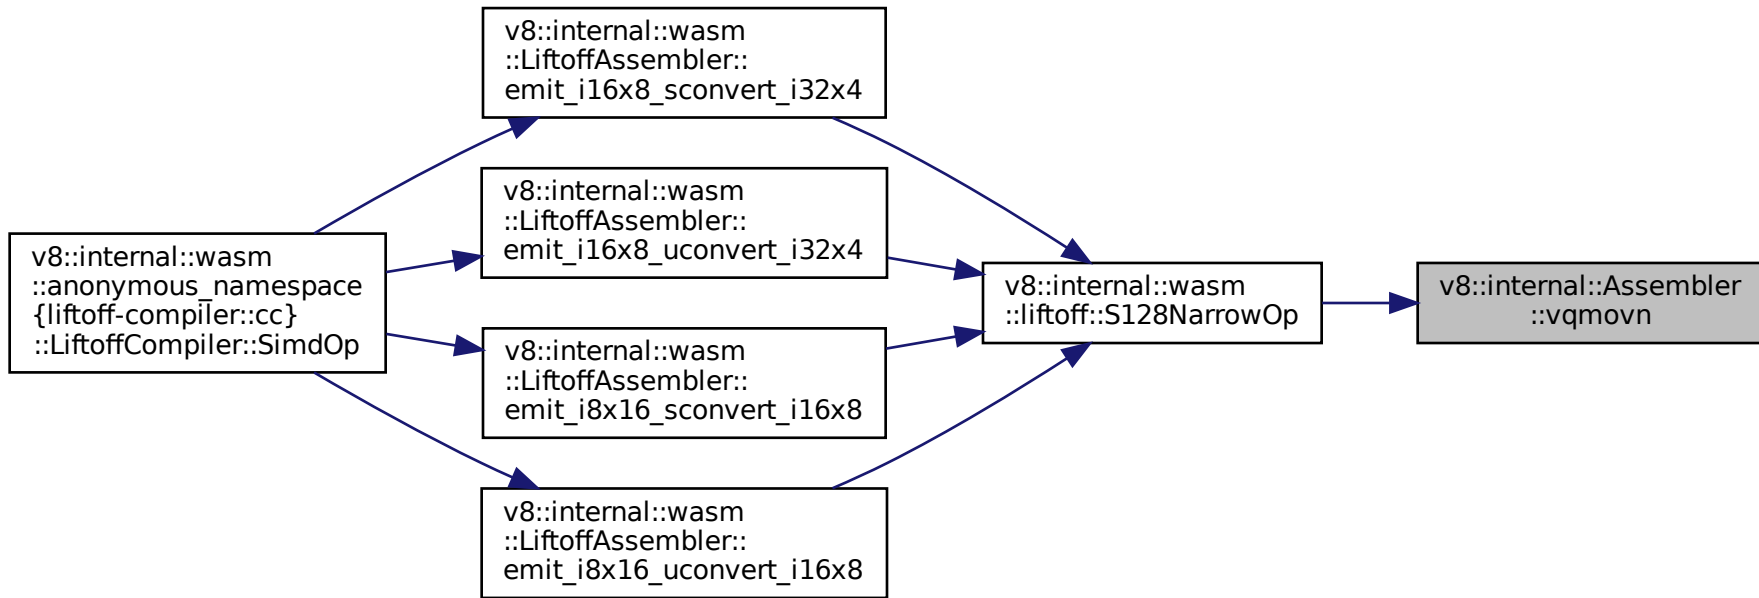 v8::internal::wasm
::anonymous_namespace
{liftoff-compiler::cc}
::LiftoffCompiler::SimdOp
v8::internal::wasm
::LiftoffAssembler::
emit_i16x8_sconvert_i32x4
v8::internal::wasm
::LiftoffAssembler::
emit_i16x8_uconvert_i32x4
v8::internal::wasm
::LiftoffAssembler::
emit_i8x16_sconvert_i16x8
v8::internal::wasm
::LiftoffAssembler::
emit_i8x16_uconvert_i16x8
v8::internal::wasm
::liftoff::S128NarrowOp
v8::internal::Assembler
::vqmovn